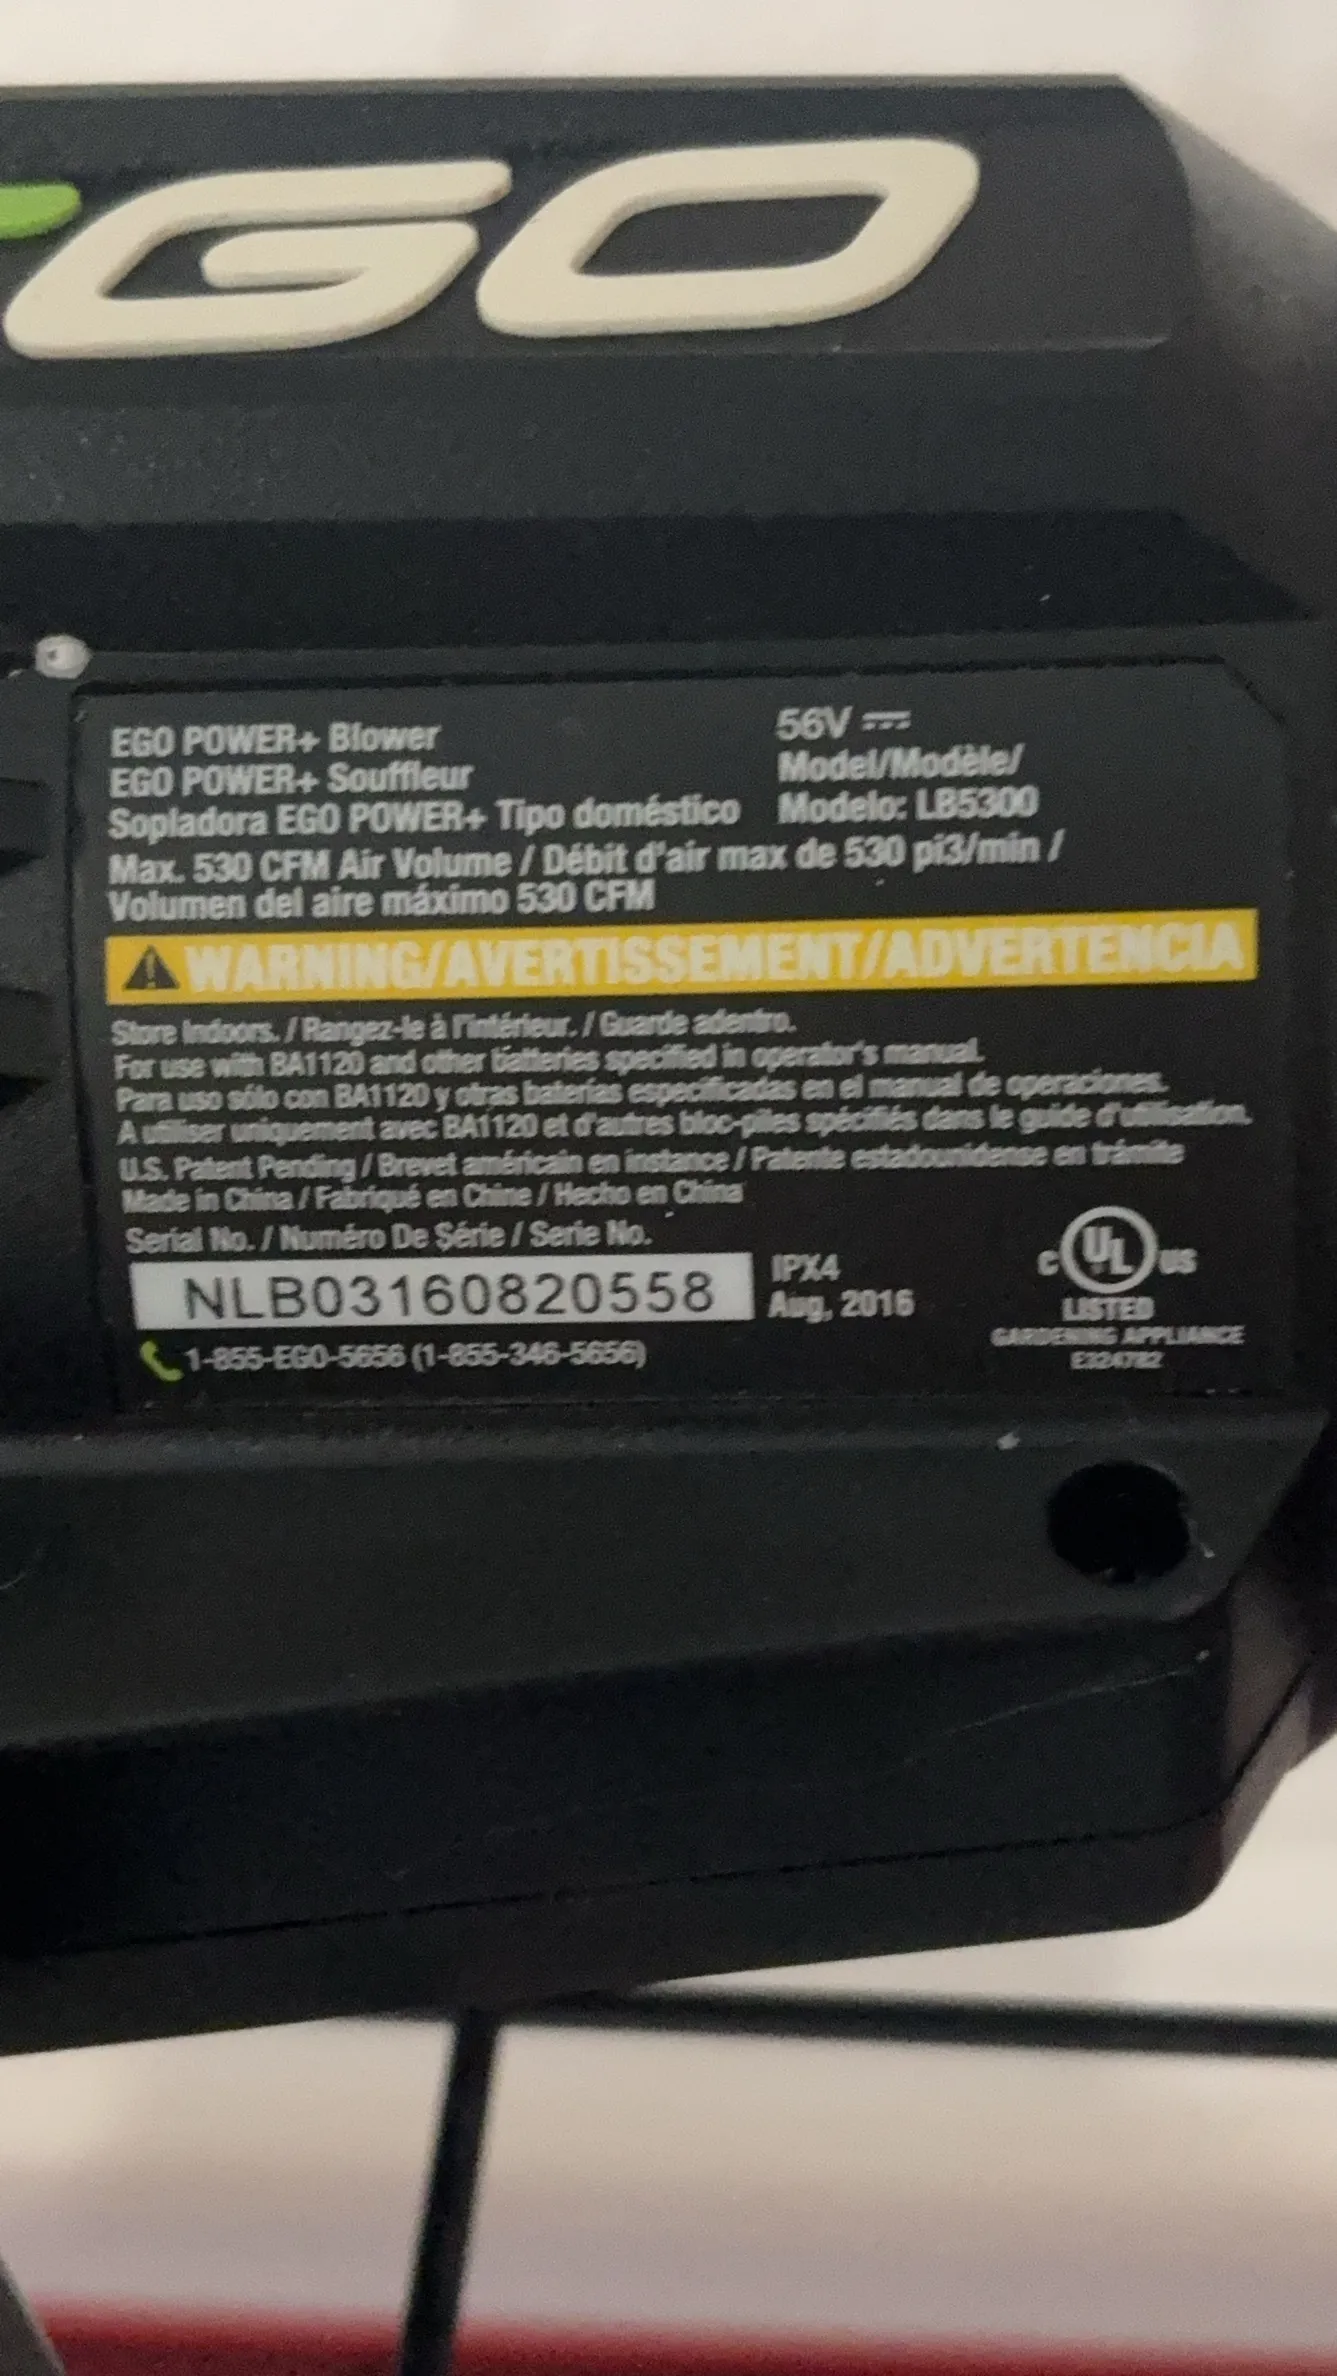 EGO
EGO POWER+ Blower
EGO POWER+ Souffleur
Sopladora EGO POWER+ Tipo doméstico
56V
Model/Modèle/
Modelo: LB5300
Max. 530 CFM Air Volume / Débit d'air max de 530 pi3/min /
Volumen del aire máximo 530 CFM
WARNING/AVERTISSEMENT/ADVERTENCIA
Store Indoors. / Rangez-le à l'intérieur. / Guarde adentro.
For use with BA1120 and other batteries specified in operator's manual.
Para uso sólo con BA1120 y otras baterías especificadas en el manual de operaciones.
A utiliser uniquement avec BA1120 et d'autres bloc-piles spécifiés dans le guide d'utilisation.
U.S. Patent Pending / Brevet américain en instance / Patente estadounidense en trámite
Made in China / Fabriqué en Chine / Hecho en China
Serial No. / Numéro De Série / Serie No.
NLB03160820558
IPX4
Aug, 2016
1-855-EGO-5656 (1-855-346-5656)
C UL US
LISTED
GARDENING APPLIANCE
E324782